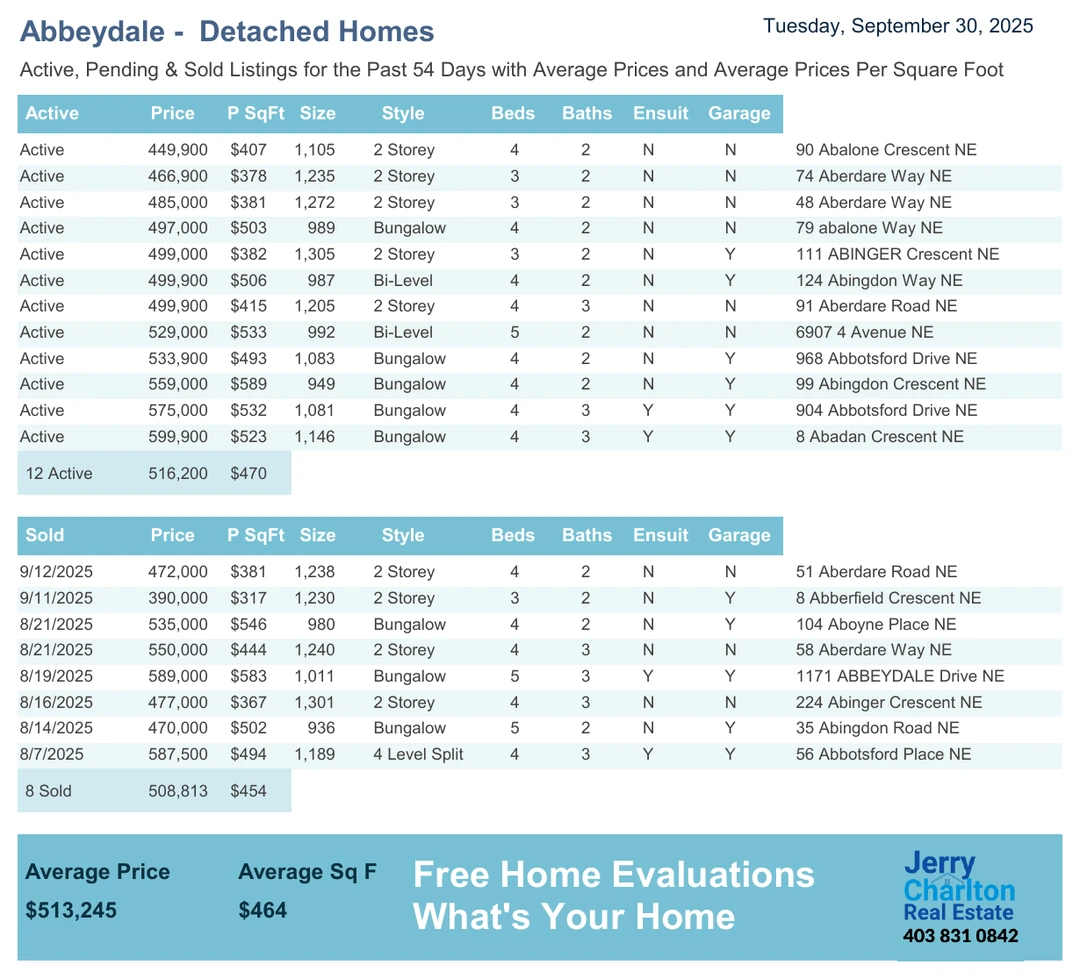 Abbeydale - Detached Homes
Tuesday, September 30, 2025
Active, Pending & Sold Listings for the Past 54 Days with Average Prices and Average Prices Per Square Foot
Active Price P SqFt Size Style Beds Baths Ensuit Garage
Active 449,900 $407 1,105 2 Storey 4 2 N N 90 Abalone Crescent NE
Active 466,900 $378 1,235 2 Storey 3 2 N N 74 Aberdare Way NE
Active 485,000 $381 1,272 2 Storey 3 2 N N 48 Aberdare Way NE
Active 497,000 $503 989 Bungalow 4 2 N N 79 abalone Way NE
Active 499,000 $382 1,305 2 Storey 3 2 N Y 111 ABINGER Crescent NE
Active 499,900 $506 987 Bi-Level 4 2 N Y 124 Abingdon Way NE
Active 499,900 $415 1,205 2 Storey 4 3 N N 91 Aberdare Road NE
Active 529,000 $533 992 Bi-Level 5 2 N N 6907 4 Avenue NE
Active 533,900 $493 1,083 Bungalow 4 2 N Y 968 Abbotsford Drive NE
Active 559,000 $589 949 Bungalow 4 2 N Y 99 Abingdon Crescent NE
Active 575,000 $532 1,081 Bungalow 4 3 Y Y 904 Abbotsford Drive NE
Active 599,900 $523 1,146 Bungalow 4 3 Y Y 8 Abadan Crescent NE
12 Active 516,200 $470
Sold Price P SqFt Size Style Beds Baths Ensuit Garage
9/12/2025 472,000 $381 1,238 2 Storey 4 2 N N 51 Aberdare Road NE
9/11/2025 390,000 $317 1,230 2 Storey 3 2 N Y 8 Abberfield Crescent NE
8/21/2025 535,000 $546 980 Bungalow 4 2 N Y 104 Aboyne Place NE
8/21/2025 550,000 $444 1,240 2 Storey 4 3 N N 58 Aberdare Way NE
8/19/2025 589,000 $583 1,011 Bungalow 5 3 Y Y 1171 ABBEYDALE Drive NE
8/16/2025 477,000 $367 1,301 2 Storey 4 3 N N 224 Abinger Crescent NE
8/14/2025 470,000 $502 936 Bungalow 5 2 N Y 35 Abingdon Road NE
8/7/2025 587,500 $494 1,189 4 Level Split 4 3 Y Y 56 Abbotsford Place NE
8 Sold 508,813 $454
Average Price Average Sq F
$513,245 $464
Free Home Evaluations
What's Your Home
Jerry
Charlton
Real Estate
403 831 0842